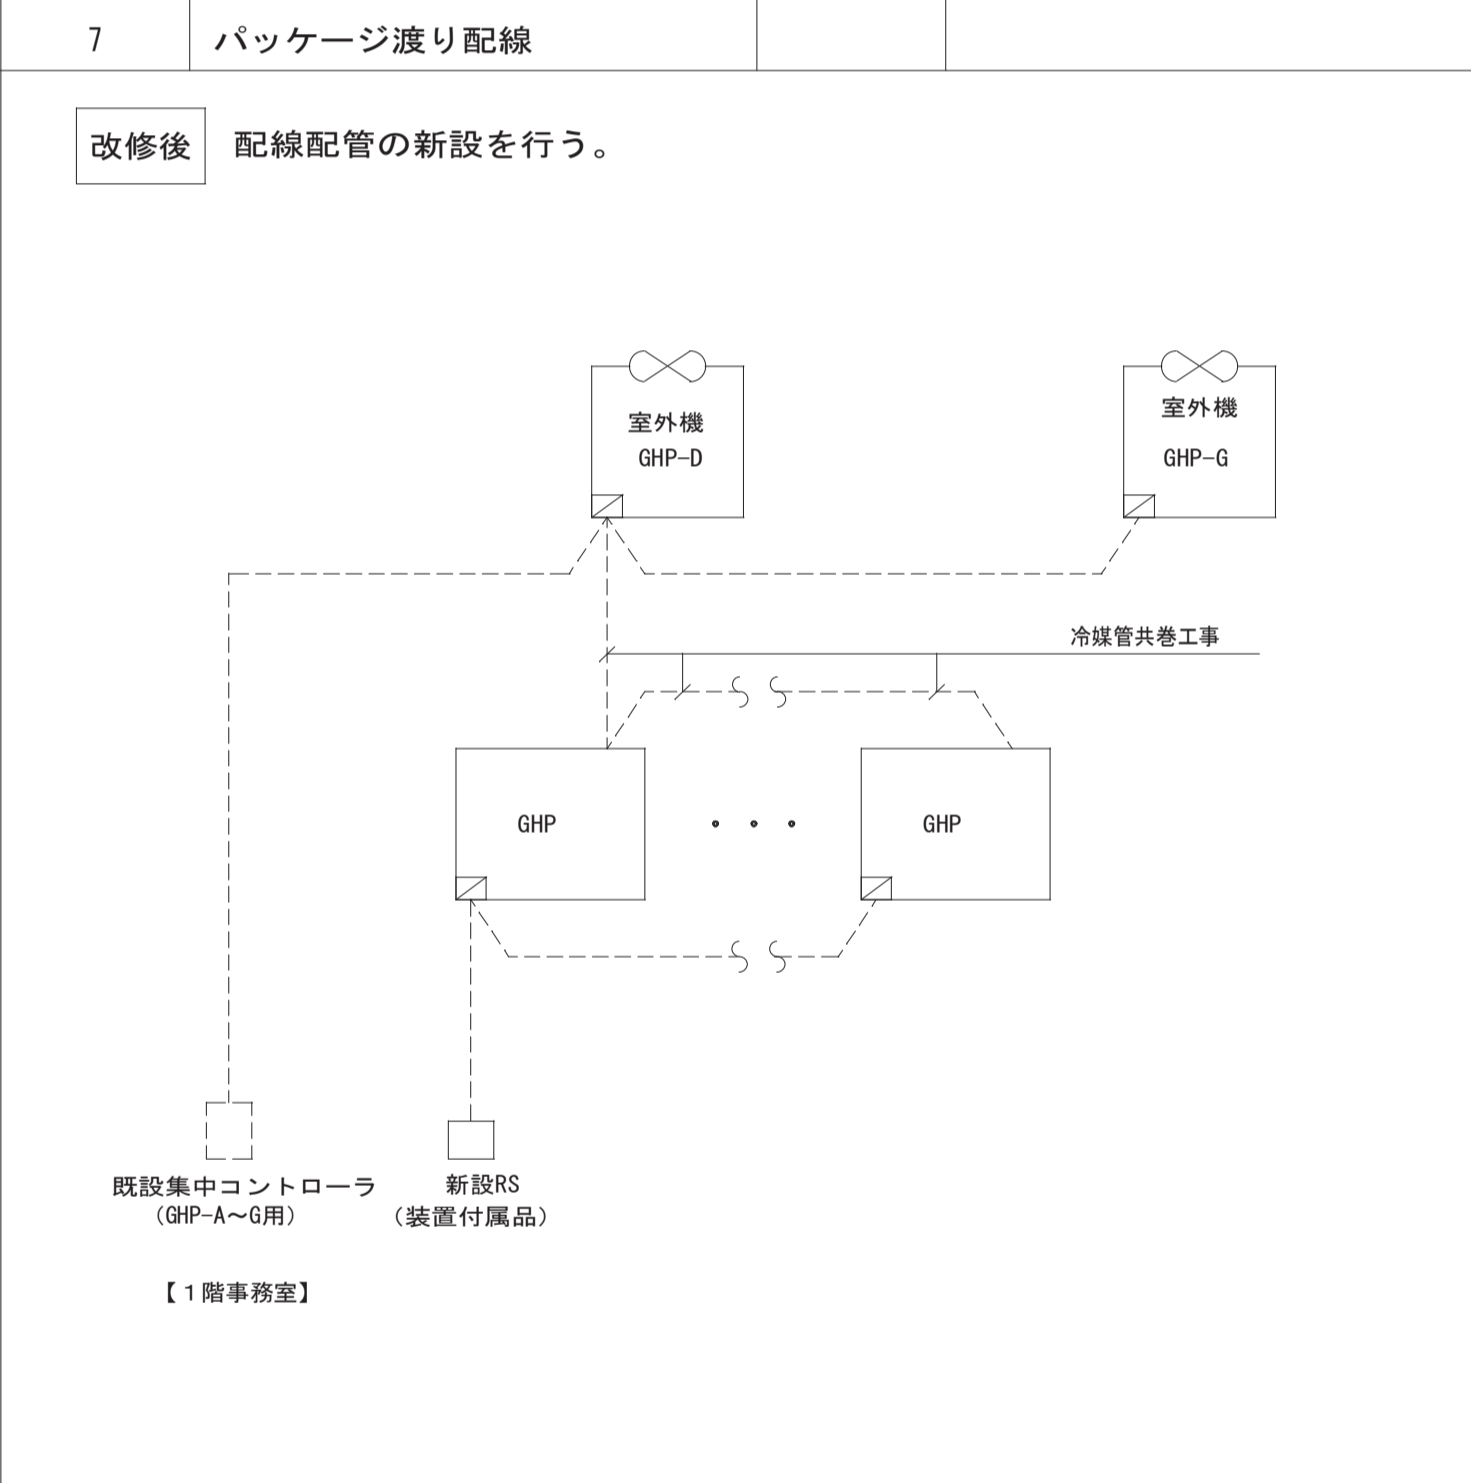 7
パッケージ渡り配線
改修後
配線配管の新設を行う。
室外機
GHP-D
室外機
GHP-G
冷媒管共巻工事
GHP
GHP
既設集中コントローラ
(GHP-A～G用)
新設RS
(装置付属品)
【１階事務室】